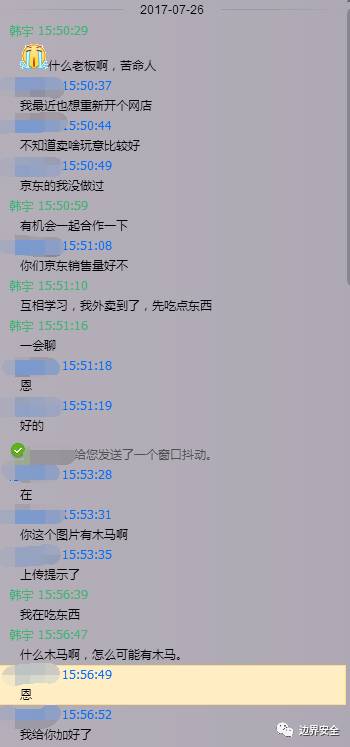 2017-07-26
韩宇 15:50:29
什么老板啊，苦命人
15:50:37
我最近也想重新开个网店
15:50:44
不知道卖啥玩意比较好
15:50:49
京东的我没做过
韩宇 15:50:59
有机会一起合作一下
15:51:08
你们京东销售量好不
韩宇 15:51:10
互相学习，我外卖到了，先吃点东西
韩宇 15:51:16
一会聊
15:51:18
恩
15:51:19
好的
给您发送了一个窗口抖动。
15:53:28
在
15:53:31
你这个图片有木马啊
15:53:35
上传提示了
韩宇 15:56:39
我在吃东西
韩宇 15:56:47
什么木马啊，怎么可能有木马。
15:56:49
恩
15:56:52
我给你加好了
边界安全